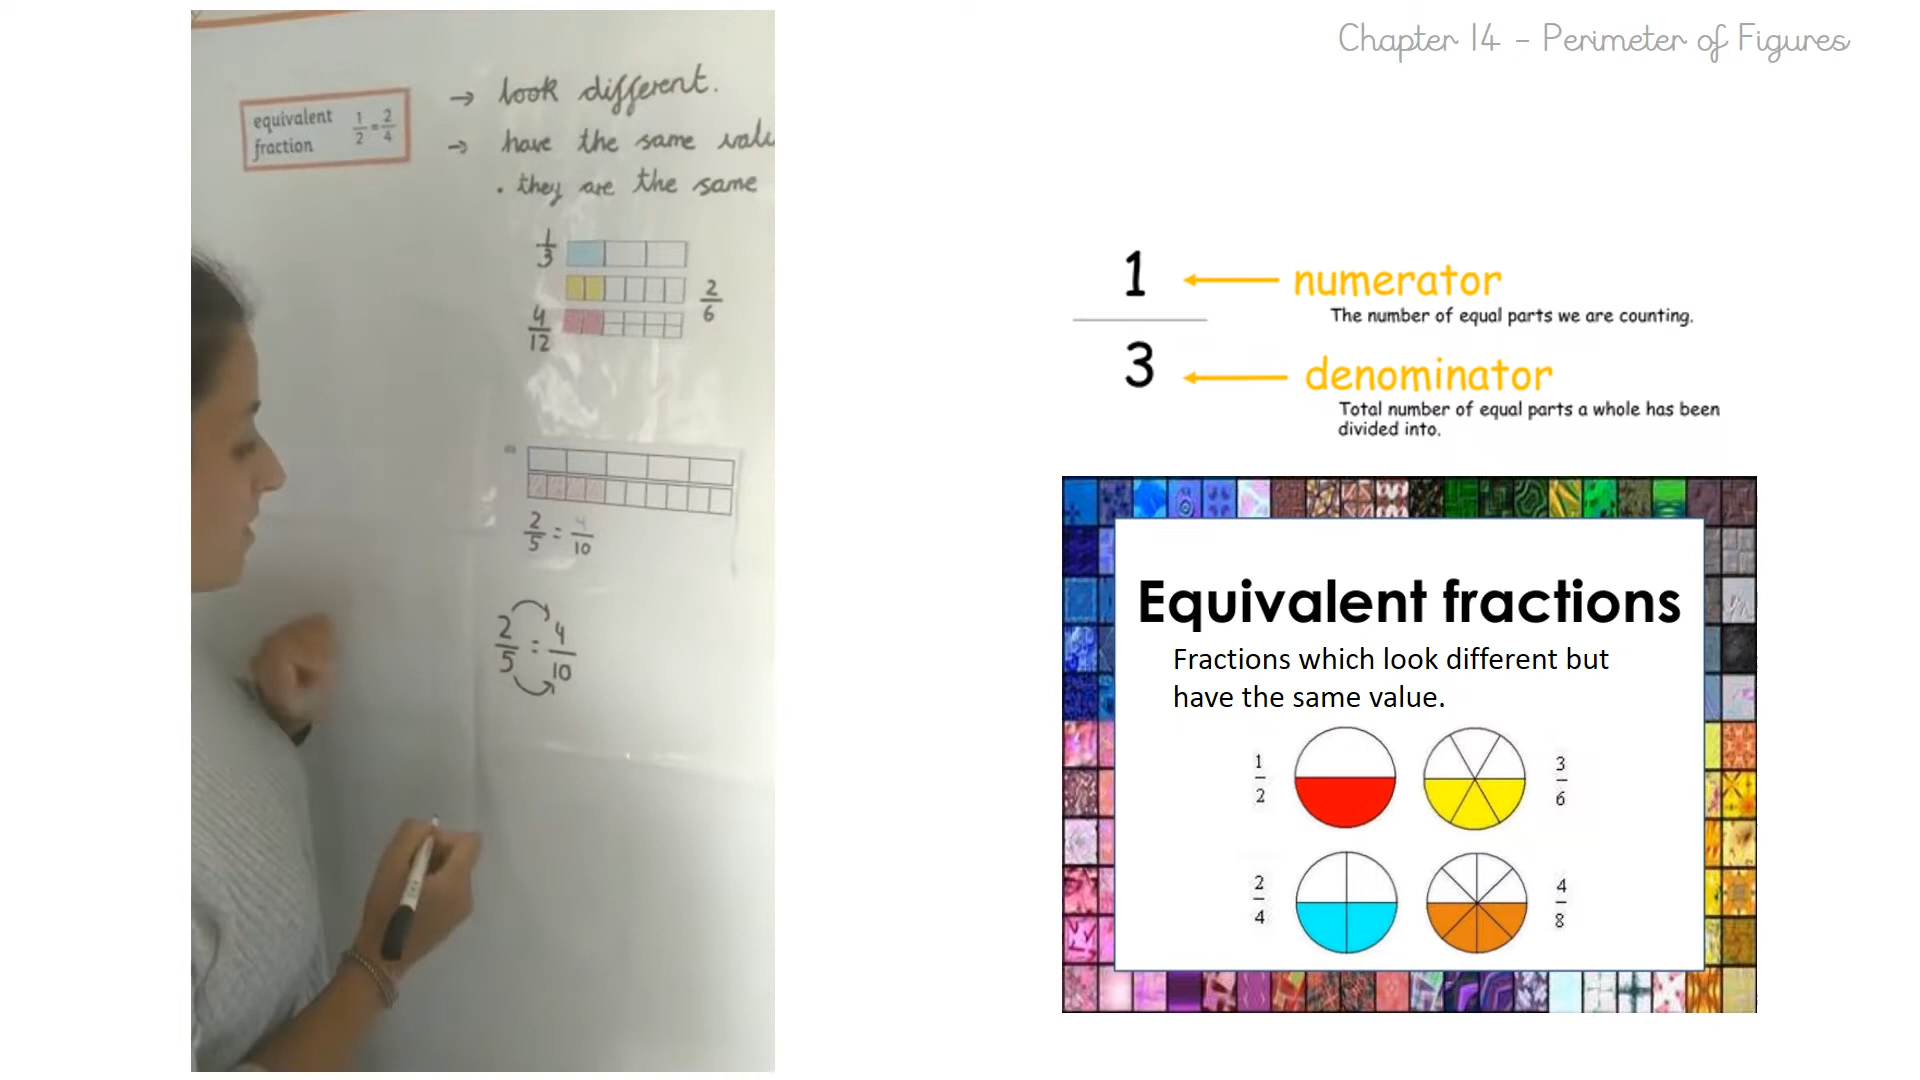 Chapter 14 - Perimeter of Figures
equivalent
fraction
1/2 = 2/4
→ look different.
→ have the same
. they are the same
1/3
2/6
4/12
2/5 = 4/10
2/5 = 4/10
1 ← numerator
The number of equal parts we are counting.
3 ← denominator
Total number of equal parts a whole has been
divided into.
Equivalent fractions
Fractions which look different but
have the same value.
1/2
3/6
2/4
4/8